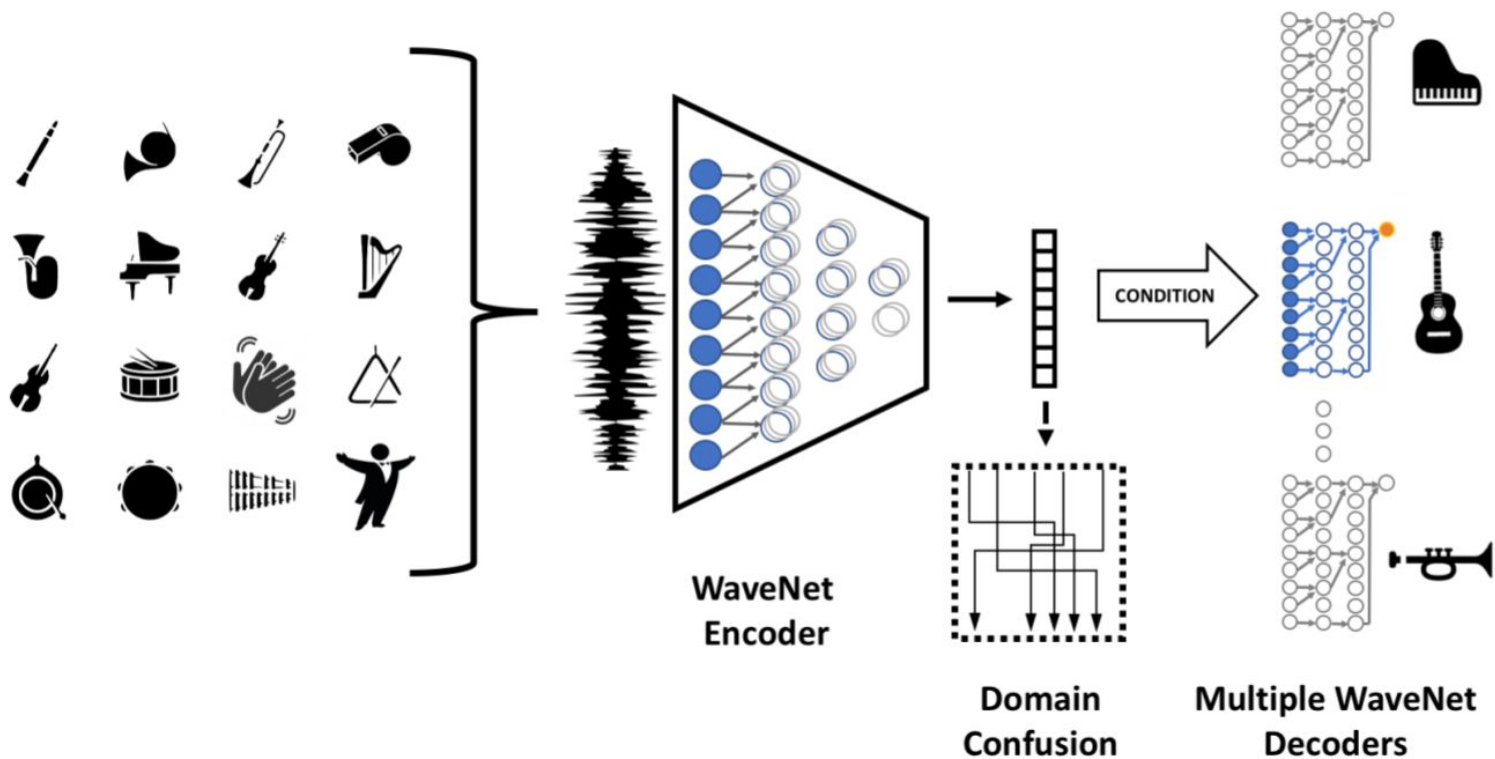 CONDITION
WaveNet
Encoder
Domain
Confusion
Multiple WaveNet
Decoders